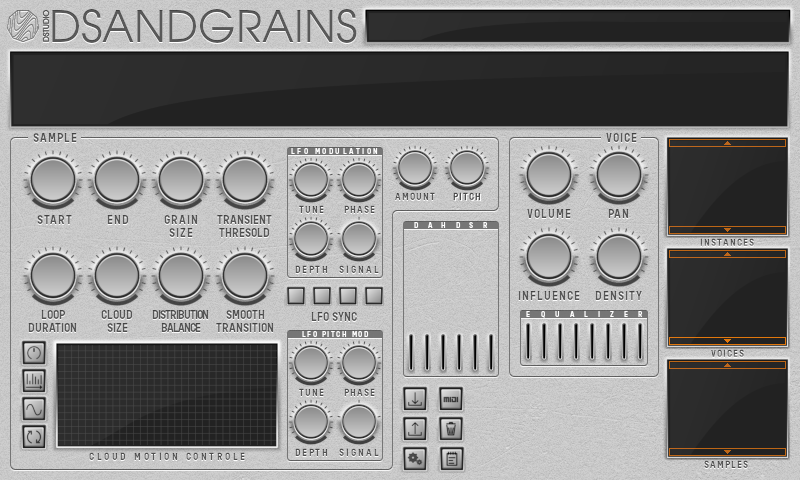 DSTUDIO
DSANDGRAINS
SAMPLE
VOICE
LFO MODULATION
START
END
GRAIN
SIZE
TRANSIENT
THRESOLD
TUNE
PHASE
DEPTH
SIGNAL
AMOUNT
PITCH
VOLUME
PAN
D A H D S R
INSTANCES
LOOP
DURATION
CLOUD
SIZE
DISTRIBUTION
BALANCE
SMOOTH
TRANSITION
LFO SYNC
INFLUENCE
DENSITY
EQUALIZER
LFO PITCH MOD
TUNE
PHASE
DEPTH
SIGNAL
VOICES
MIDI
CLOUD MOTION CONTROLE
SAMPLES